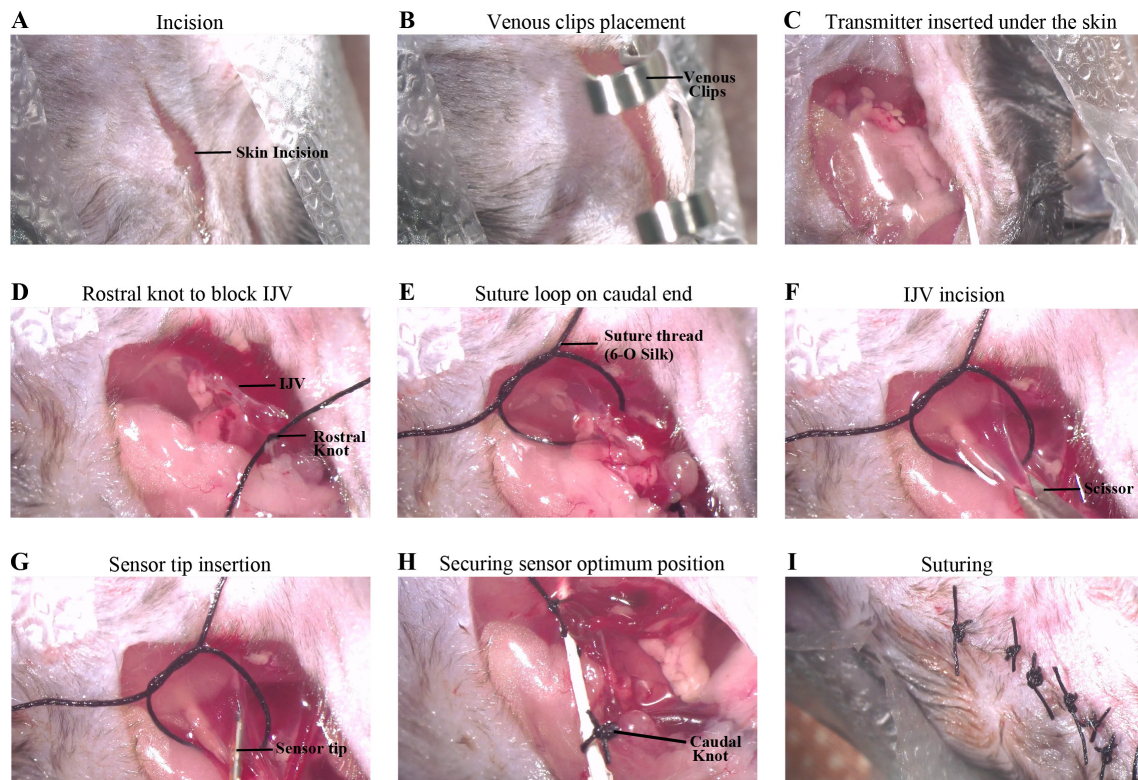 A Incision
Skin Incision
B Venous clips placement
Venous
Clips
C Transmitter inserted under the skin
D Rostral knot to block IJV
IJV
Rostral
Knot
E Suture loop on caudal end
Suture thread
(6-O Silk)
F IJV incision
Scissor
G Sensor tip insertion
Sensor tip
H Securing sensor optimum position
Caudal
Knot
I Suturing